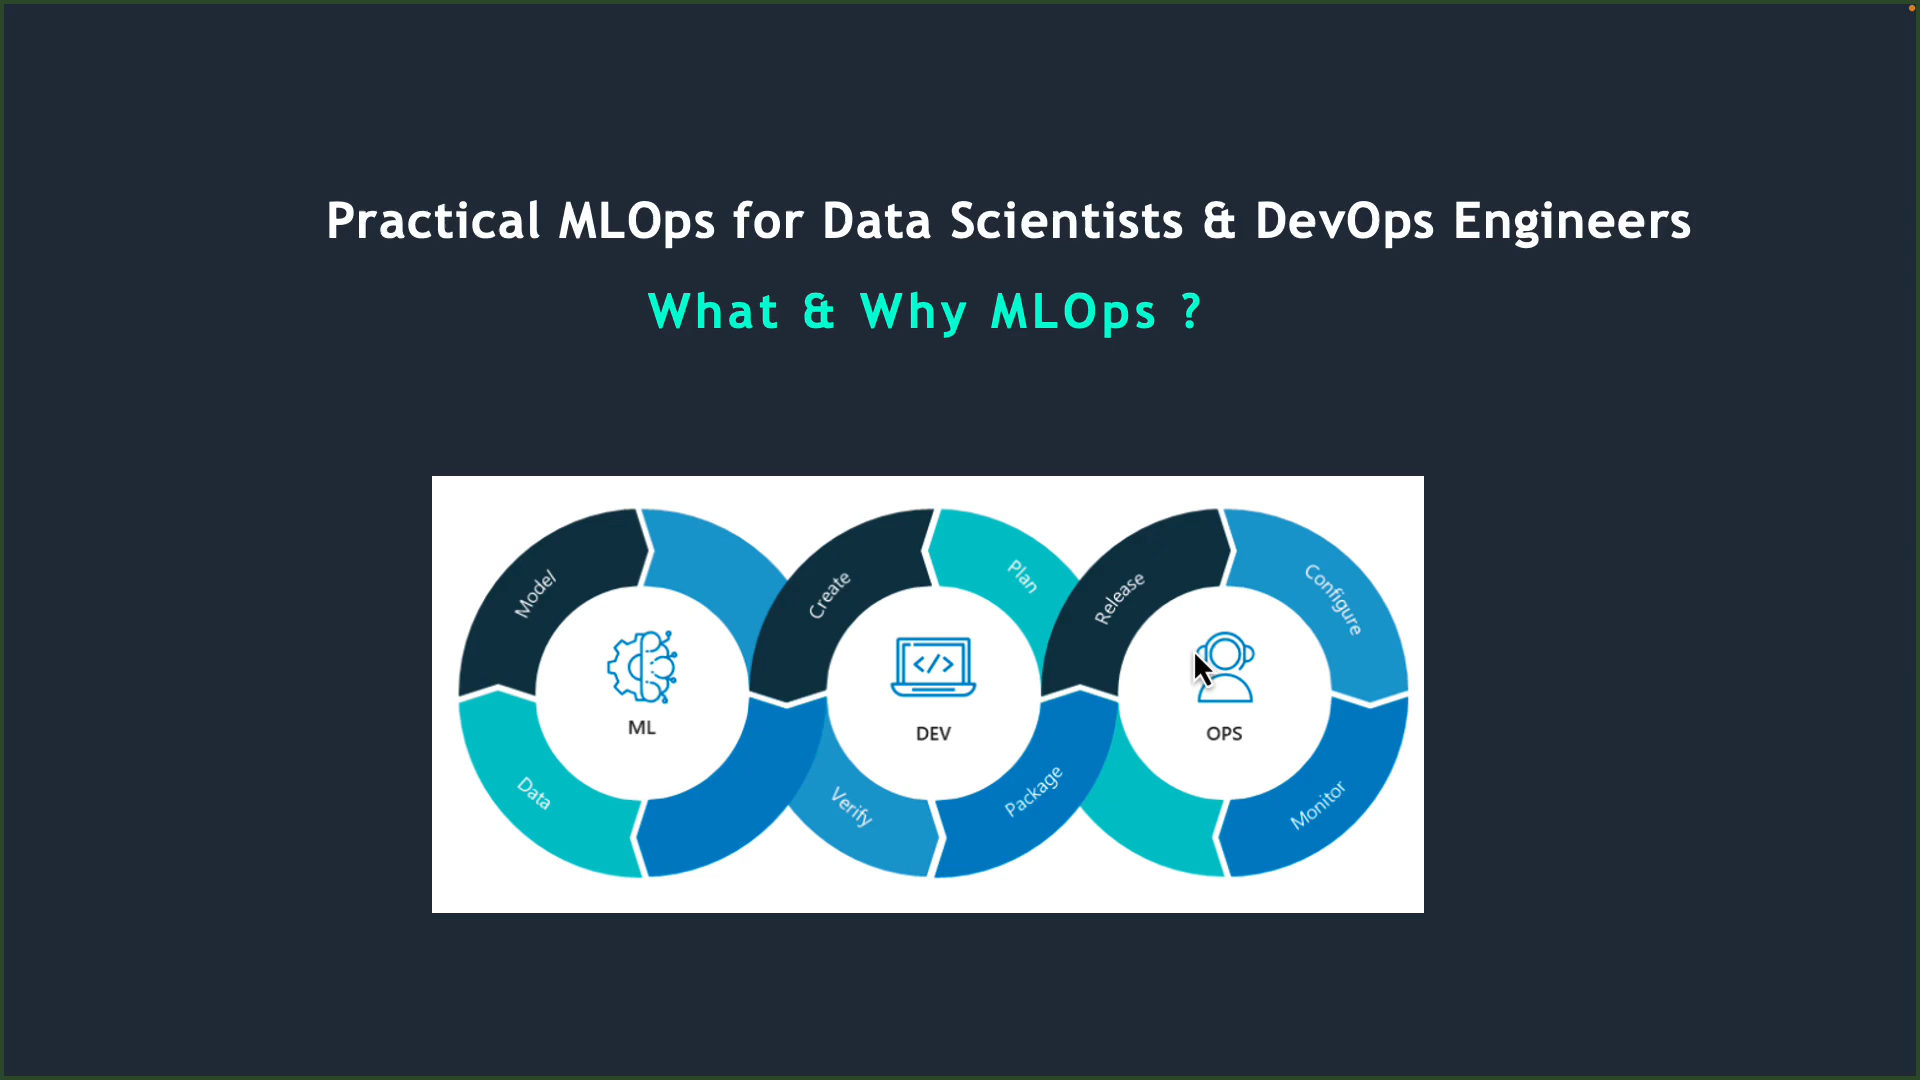 Practical MLOps for Data Scientists & DevOps Engineers
What & Why MLOps ?
Model
Create
Plan
Release
Configure
ML
</>
DEV
OPS
Data
Verify
Package
Monitor